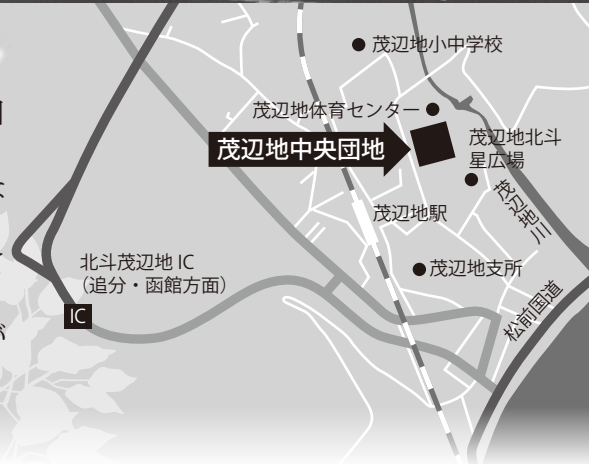 茂辺地小中学校
茂辺地体育センター
茂辺地中央団地
茂辺地北斗
星広場
茂辺地川
茂辺地駅
北斗茂辺地 IC
（追分・函館方面）
茂辺地支所
IC
松前国道